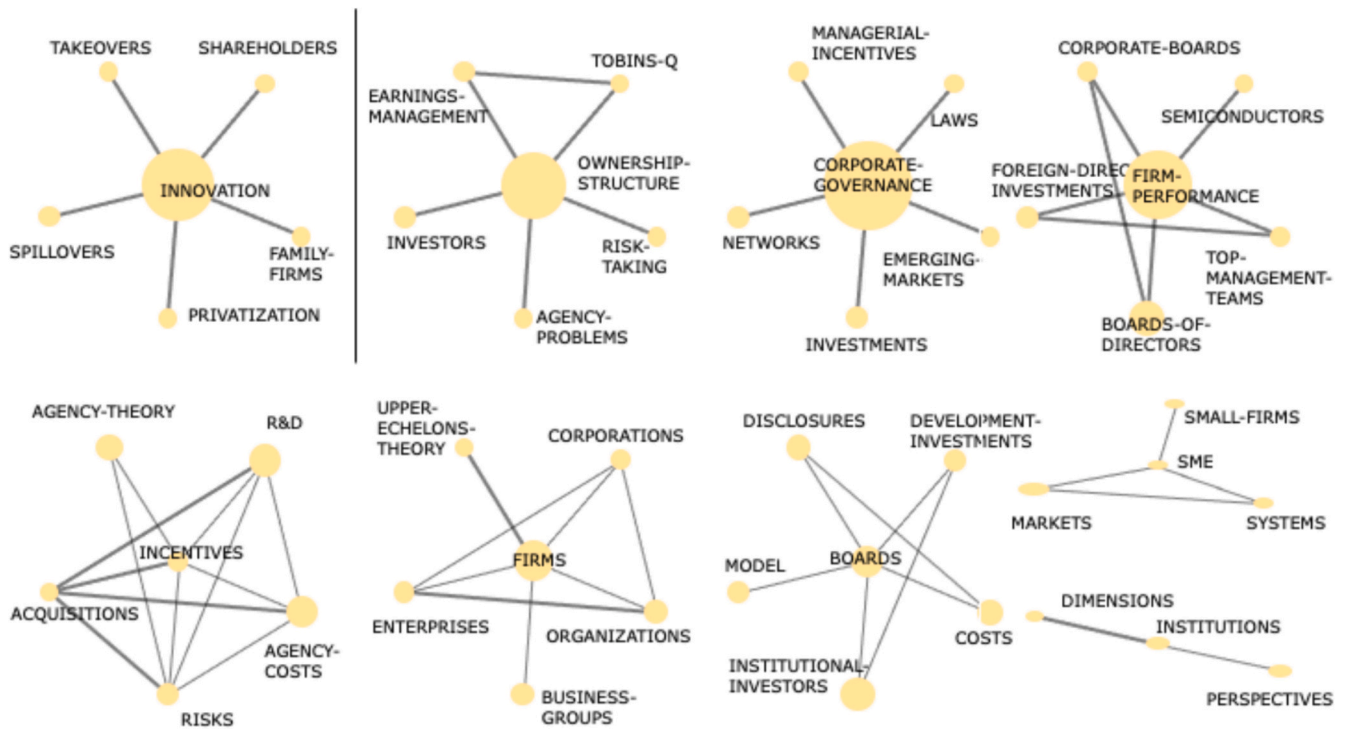 TAKEOVERS
SHAREHOLDERS
INNOVATION
SPILLOVERS
FAMILY-
FIRMS
PRIVATIZATION
TOBINS-Q
EARNINGS-
MANAGEMENT
OWNERSHIP-
STRUCTURE
INVESTORS
RISK-
TAKING
AGENCY-
PROBLEMS
MANAGERIAL-
INCENTIVES
LAWS
CORPORATE-
GOVERNANCE
NETWORKS
EMERGING-
MARKETS
INVESTMENTS
CORPORATE-BOARDS
SEMICONDUCTORS
FOREIGN-DIREC
INVESTMENTS
FIRM-
PERFORMANCE
TOP-
MANAGEMENT-
TEAMS
BOARDS-OF-
DIRECTORS
AGENCY-THEORY
R&D
INCENTIVES
ACQUISITIONS
AGENCY-
COSTS
RISKS
UPPER-
ECHELONS-
THEORY
CORPORATIONS
FIRMS
ENTERPRISES
ORGANIZATIONS
BUSINESS-
GROUPS
DISCLOSURES
DEVELOPMENT-
INVESTMENTS
MODEL
BOARDS
COSTS
INSTITUTIONAL-
INVESTORS
SMALL-FIRMS
SME
MARKETS
SYSTEMS
DIMENSIONS
INSTITUTIONS
PERSPECTIVES